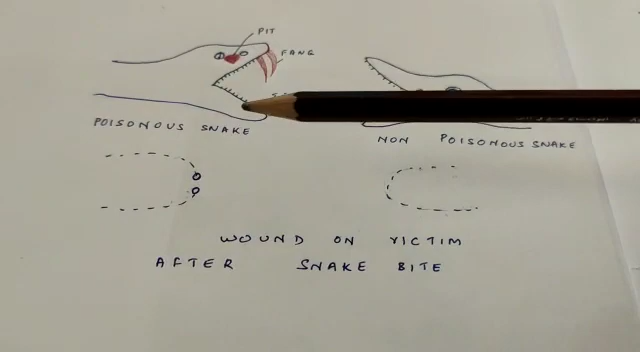 PIT
FANG
POISONOUS SNAKE
NON POISONOUS SNAKE
WOUND ON VICTIM
AFTER SNAKE BITE